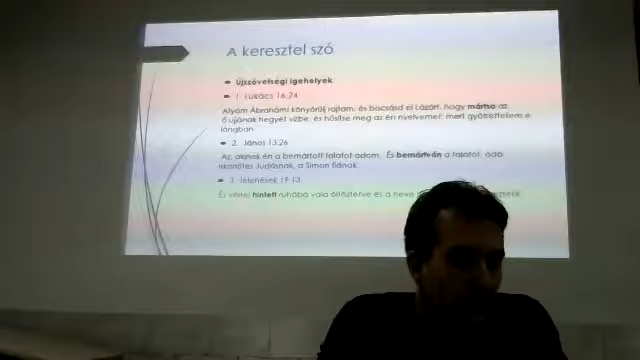 A keresztel szó
Újszövetségi igehelyek
1. Lukács 16,24
Atyám Ábrahám! könyörülj rajtam, és bocsásd el Lázárt, hogy mártsa az
ő ujjának hegyét vízbe, és hűsítse meg az én nyelvemet: mert gyötrettetem e
lángban
2. János 13,26
Az, akinek én a bemártott falatot adom. És bemártván a falatot, adá
Iskariótes Júdásnak, a Simon fiának.
3. Jelenések 19,13
És vérrel hintett ruhába vala öltöztetve és a neve